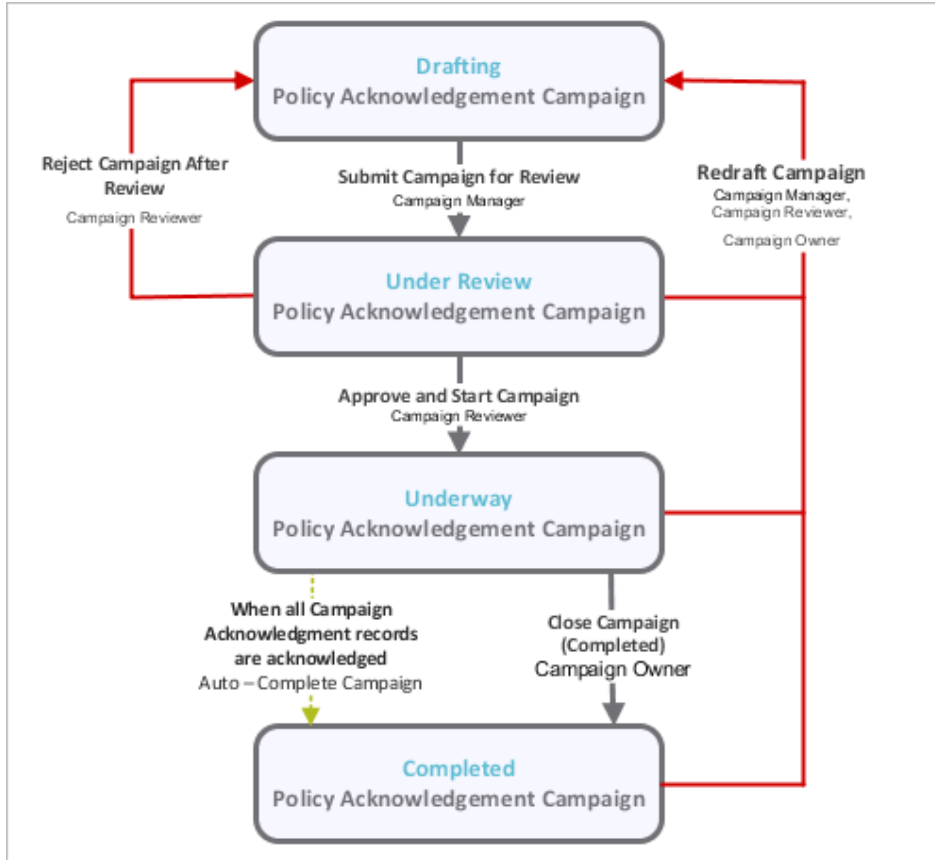 Drafting
Policy Acknowledgement Campaign
Reject Campaign After
Review
Campaign Reviewer
Submit Campaign for Review
Campaign Manager
Redraft Campaign
Campaign Manager,
Campaign Reviewer,
Campaign Owner
Under Review
Policy Acknowledgement Campaign
Approve and Start Campaign
Campaign Reviewer
Underway
Policy Acknowledgement Campaign
When all Campaign
Acknowledgment records
are acknowledged
Auto – Complete Campaign
Close Campaign
(Completed)
Campaign Owner
Completed
Policy Acknowledgement Campaign